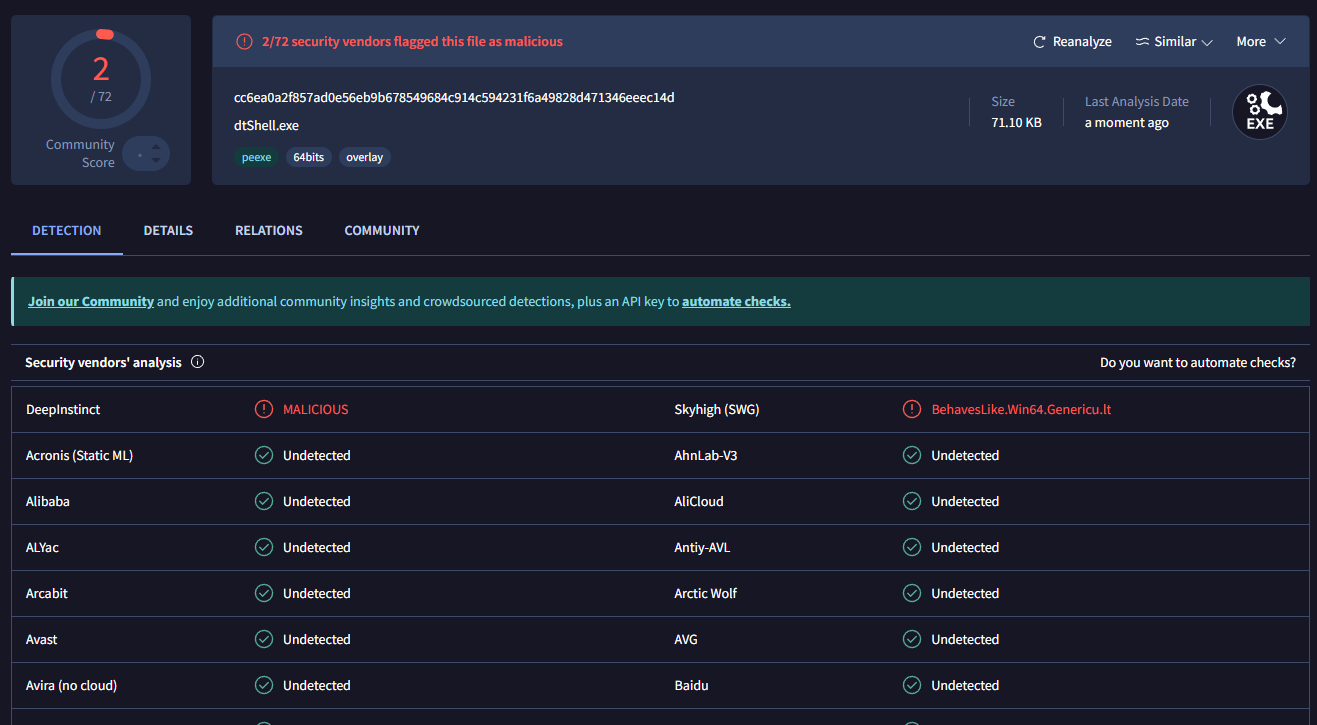 2
/ 72
Community
Score
2/72 security vendors flagged this file as malicious
Reanalyze
Similar
More
cc6ea0a2f857ad0e56eb9b678549684c914c594231f6a49828d471346eeec14d
dtShell.exe
peexe
64bits
overlay
Size
71.10 KB
Last Analysis Date
a moment ago
EXE
DETECTION
DETAILS
RELATIONS
COMMUNITY
Join our Community and enjoy additional community insights and crowdsourced detections, plus an API key to automate checks.
Security vendors' analysis
Do you want to automate checks?
DeepInstinct MALICIOUS Skyhigh (SWG) BehavesLike.Win64.Genericu.lt
Acronis (Static ML) Undetected AhnLab-V3 Undetected
Alibaba Undetected AliCloud Undetected
ALYac Undetected Antiy-AVL Undetected
Arcabit Undetected Arctic Wolf Undetected
Avast Undetected AVG Undetected
Avira (no cloud) Undetected Baidu Undetected